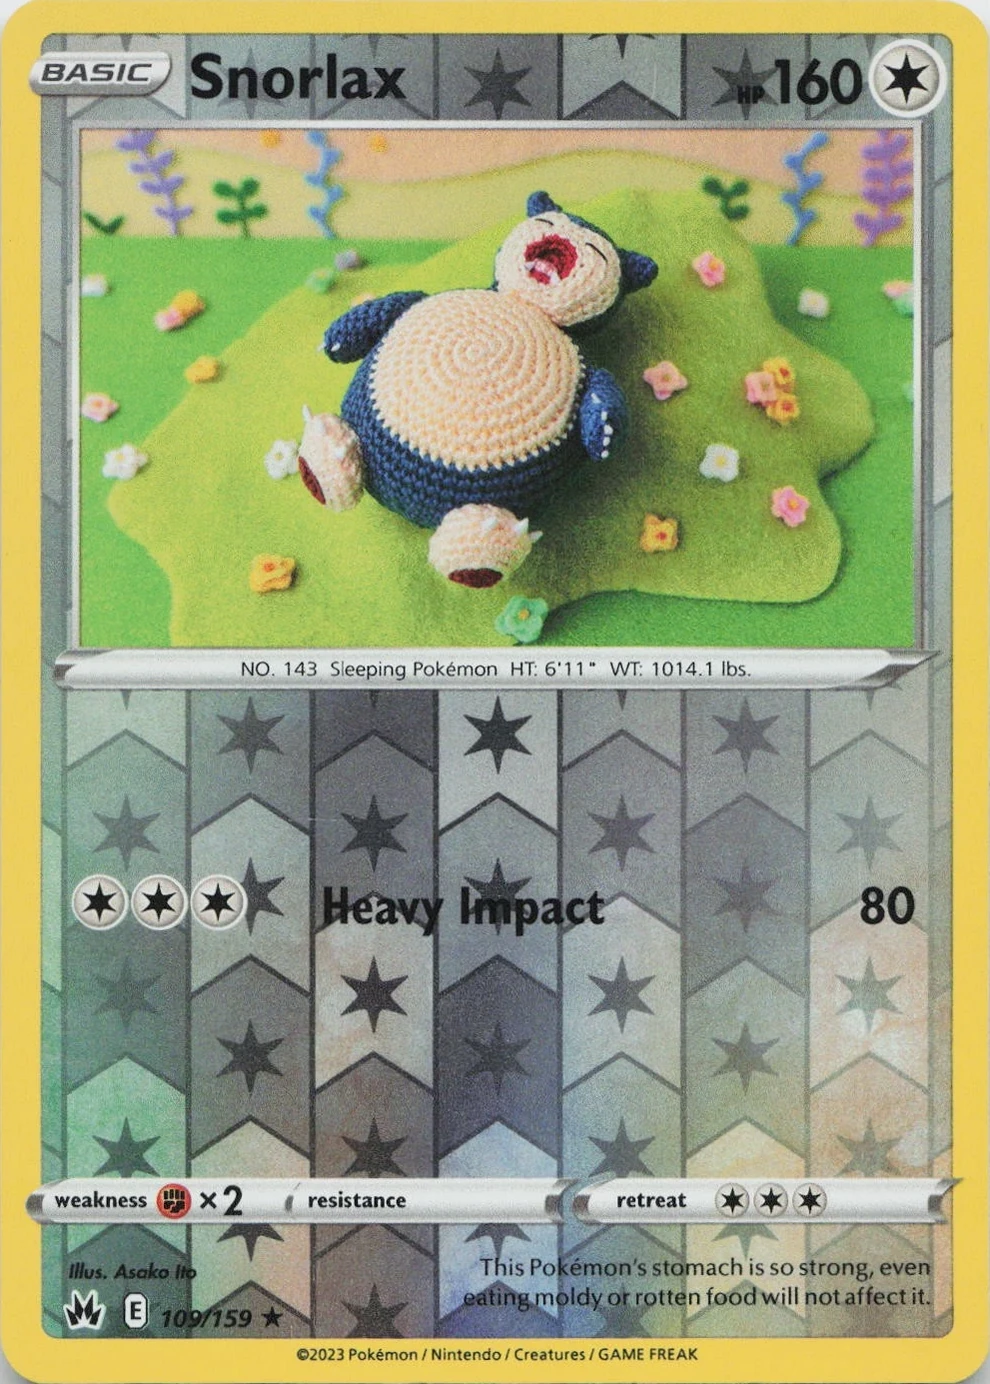 BASIC Snorlax HP 160
NO. 143 Sleeping Pokémon HT: 6'11" WT: 1014.1 lbs.
Heavy Impact 80
weakness ×2 resistance retreat
Illus. Asako Ito
This Pokémon's stomach is so strong, even
eating moldy or rotten food will not affect it.
E 109/159
©2023 Pokémon / Nintendo / Creatures / GAME FREAK